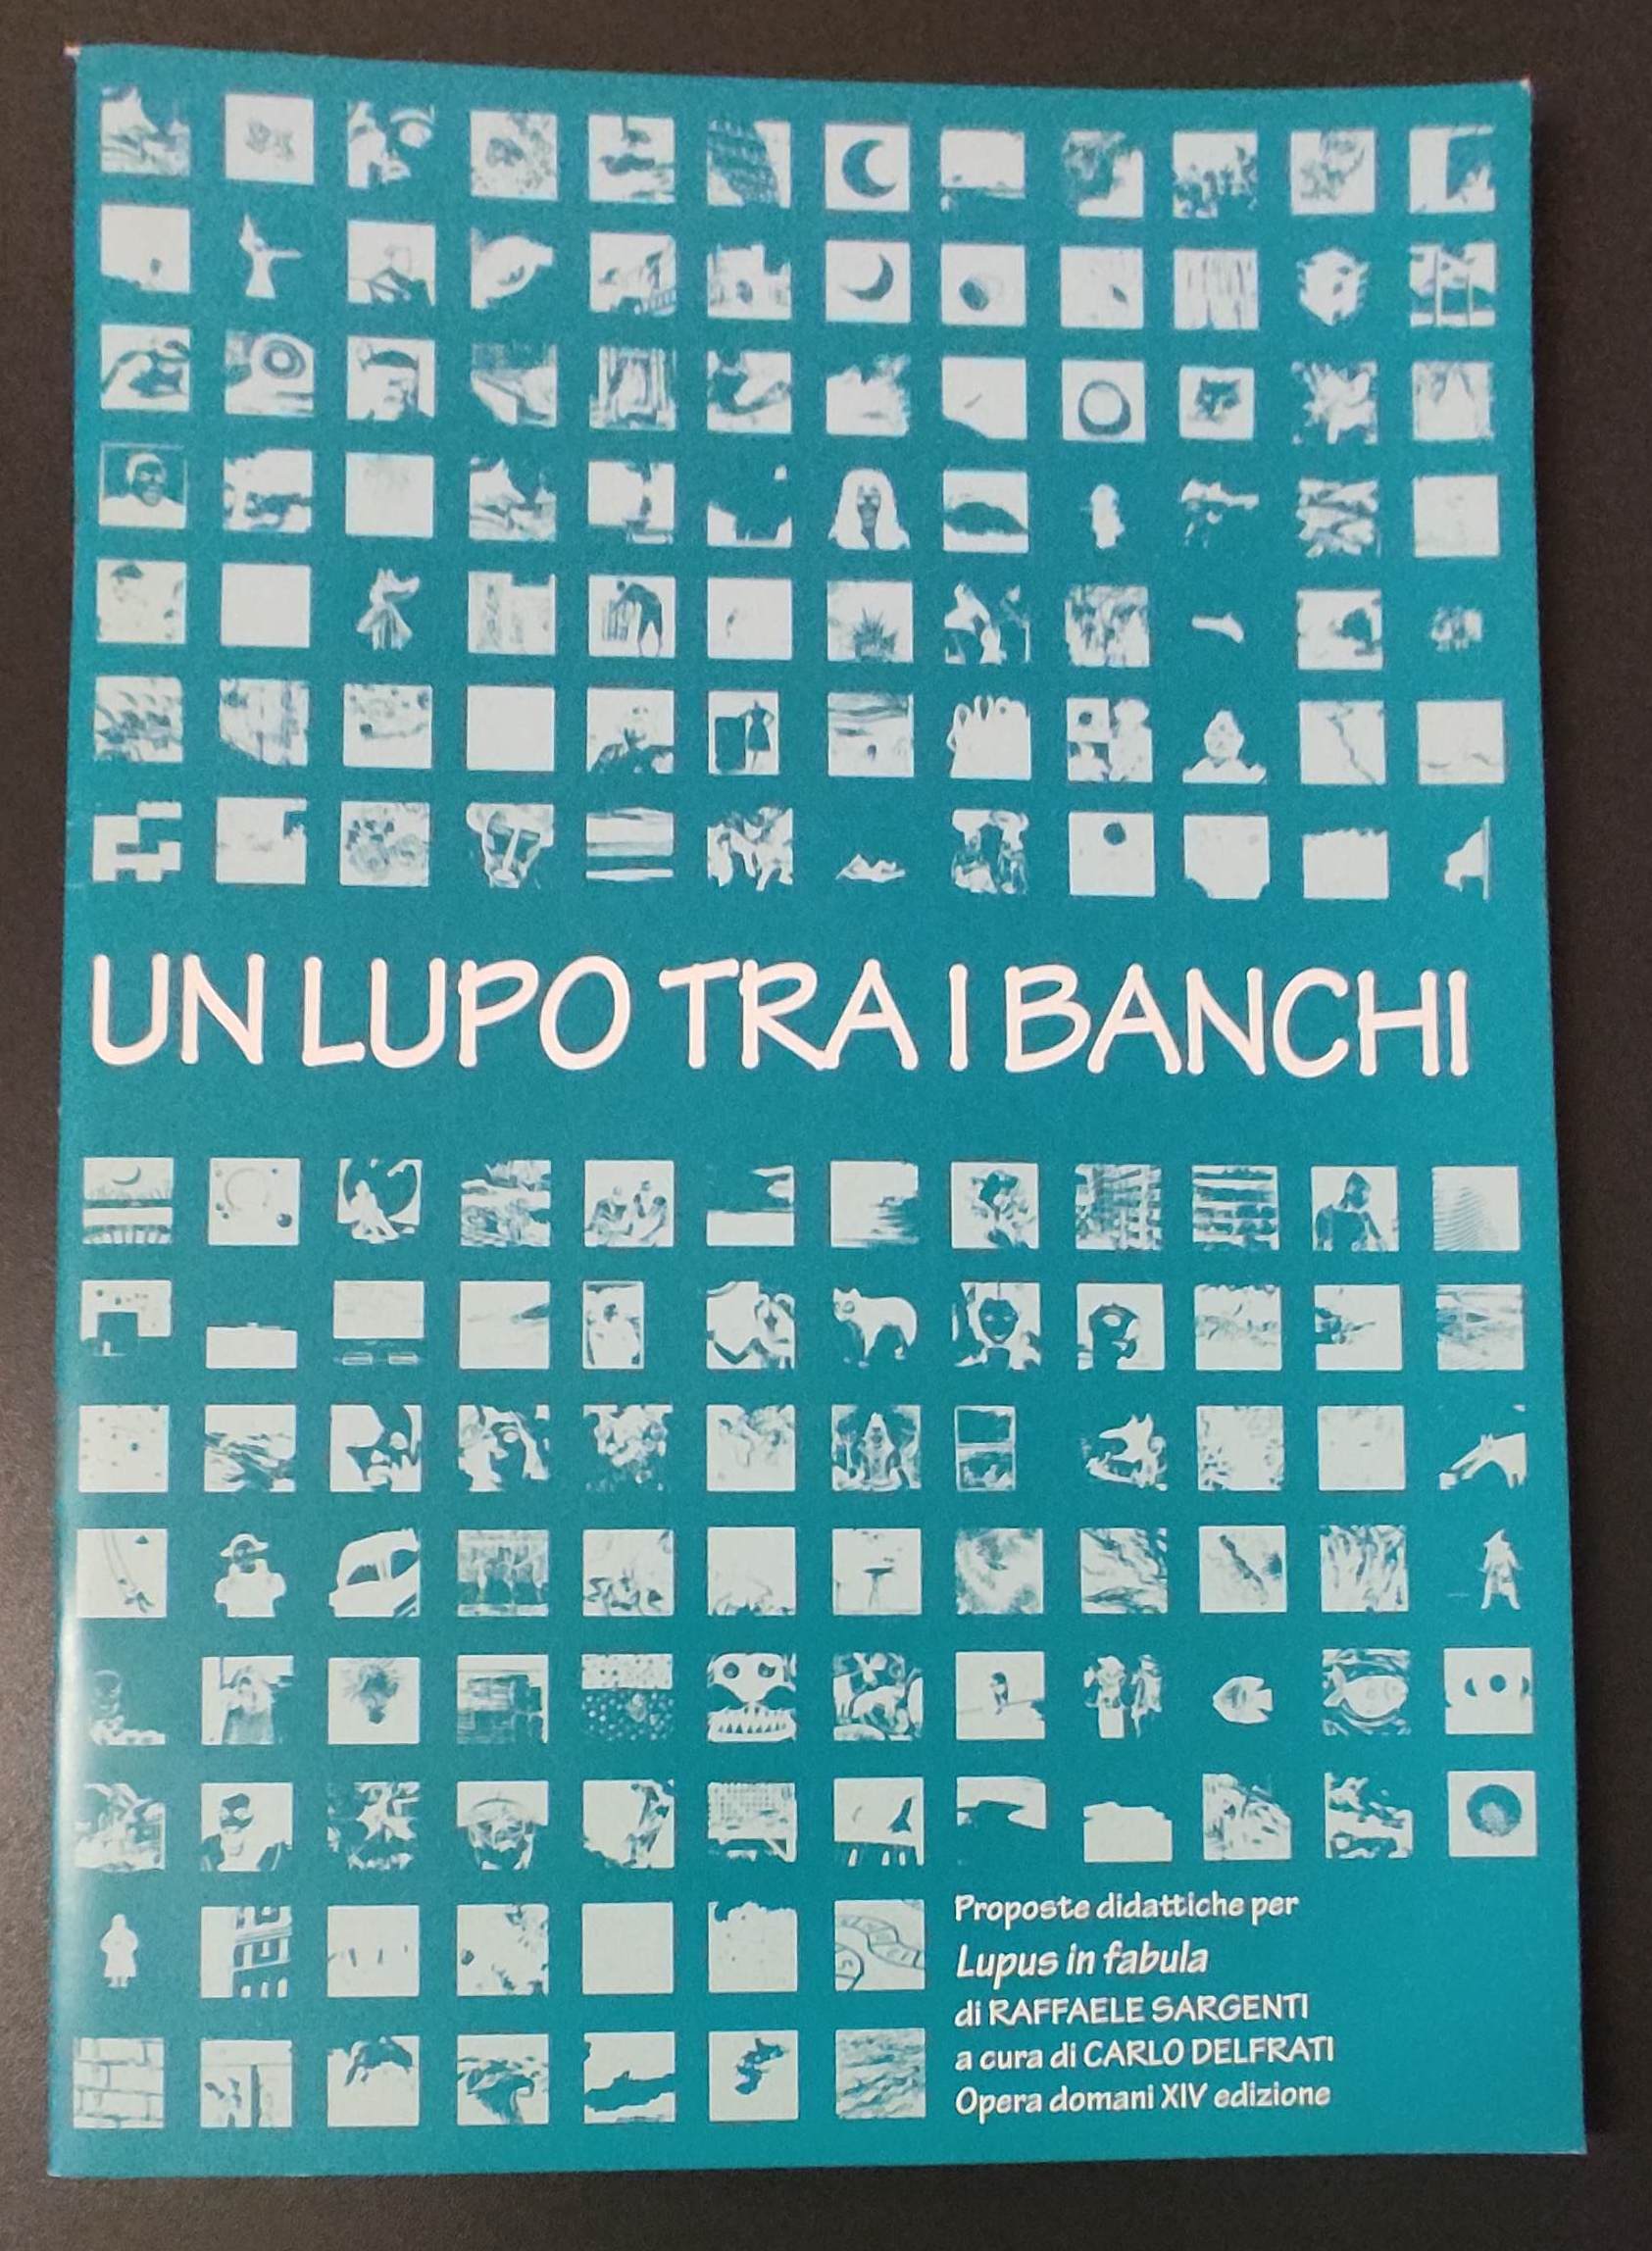 UN LUPO TRA I BANCHI
Proposte didattiche per
Lupus in fabula
di RAFFAELE SARGENTI
a cura di CARLO DELFRATI
Opera domani XIV edizione